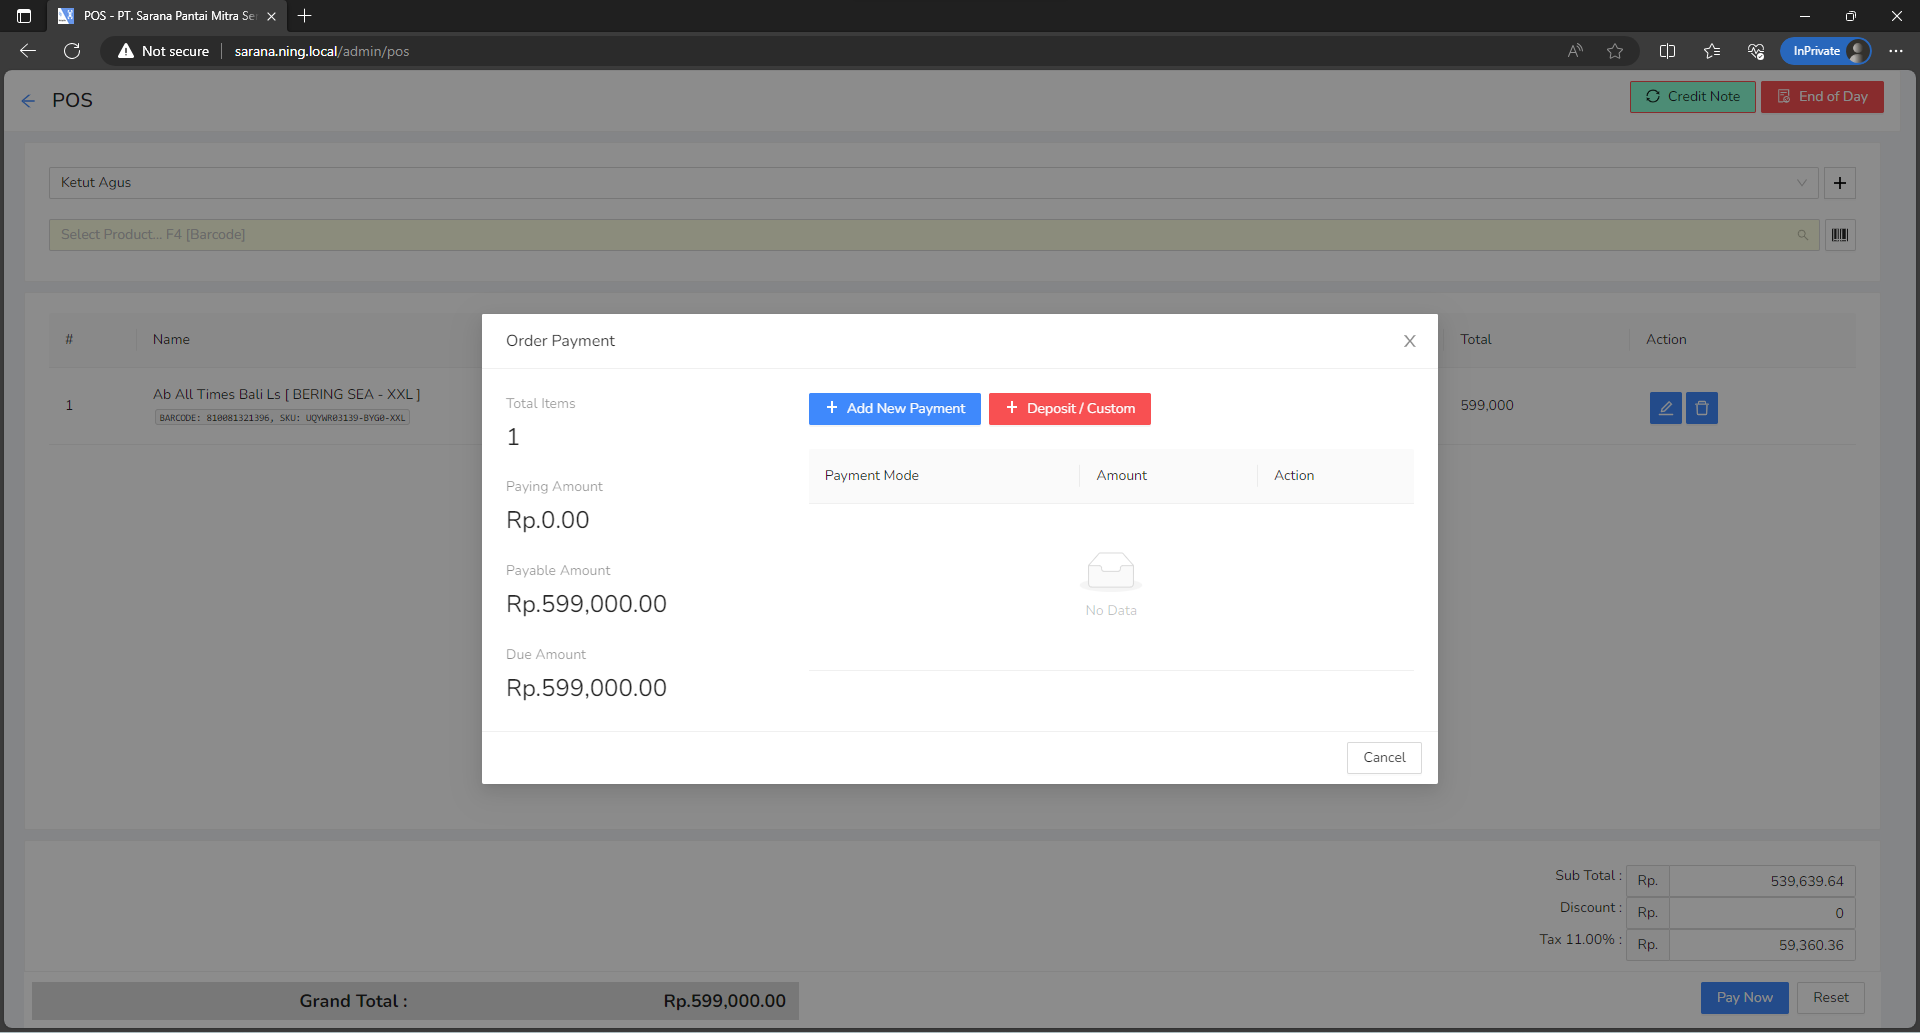 POS - PT. Sarana Pantai Mitra Se
Not secure
sarana.ning.local/admin/pos
InPrivate
POS
Credit Note
End of Day
Ketut Agus
Select Product... F4 [Barcode]
# Name Total Action
1 Ab All Times Bali Ls [ BERING SEA - XXL ] 599,000
BARCODE: 810081321396, SKU: UQYWR03139-BYG0-XXL
Order Payment
Total Items
1
Paying Amount
Rp.0.00
Payable Amount
Rp.599,000.00
Due Amount
Rp.599,000.00
+ Add New Payment
+ Deposit / Custom
Payment Mode Amount Action
No Data
Cancel
Sub Total : Rp. 539,639.64
Discount : Rp. 0
Tax 11.00% : Rp. 59,360.36
Grand Total : Rp.599,000.00
Pay Now
Reset